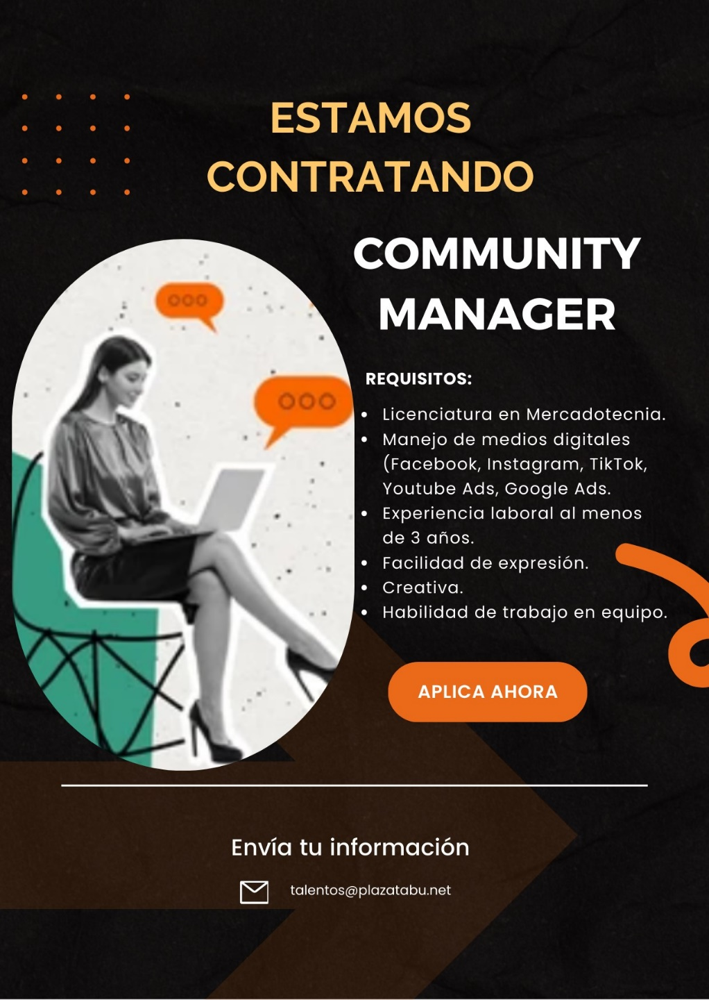 ESTAMOS
CONTRATANDO
COMMUNITY
MANAGER
REQUISITOS:
• Licenciatura en Mercadotecnia.
• Manejo de medios digitales
(Facebook, Instagram, TikTok,
Youtube Ads, Google Ads.
• Experiencia laboral al menos
de 3 años.
• Facilidad de expresión.
• Creativa.
• Habilidad de trabajo en equipo.
APLICA AHORA
Envía tu información
talentos@plazatabu.net